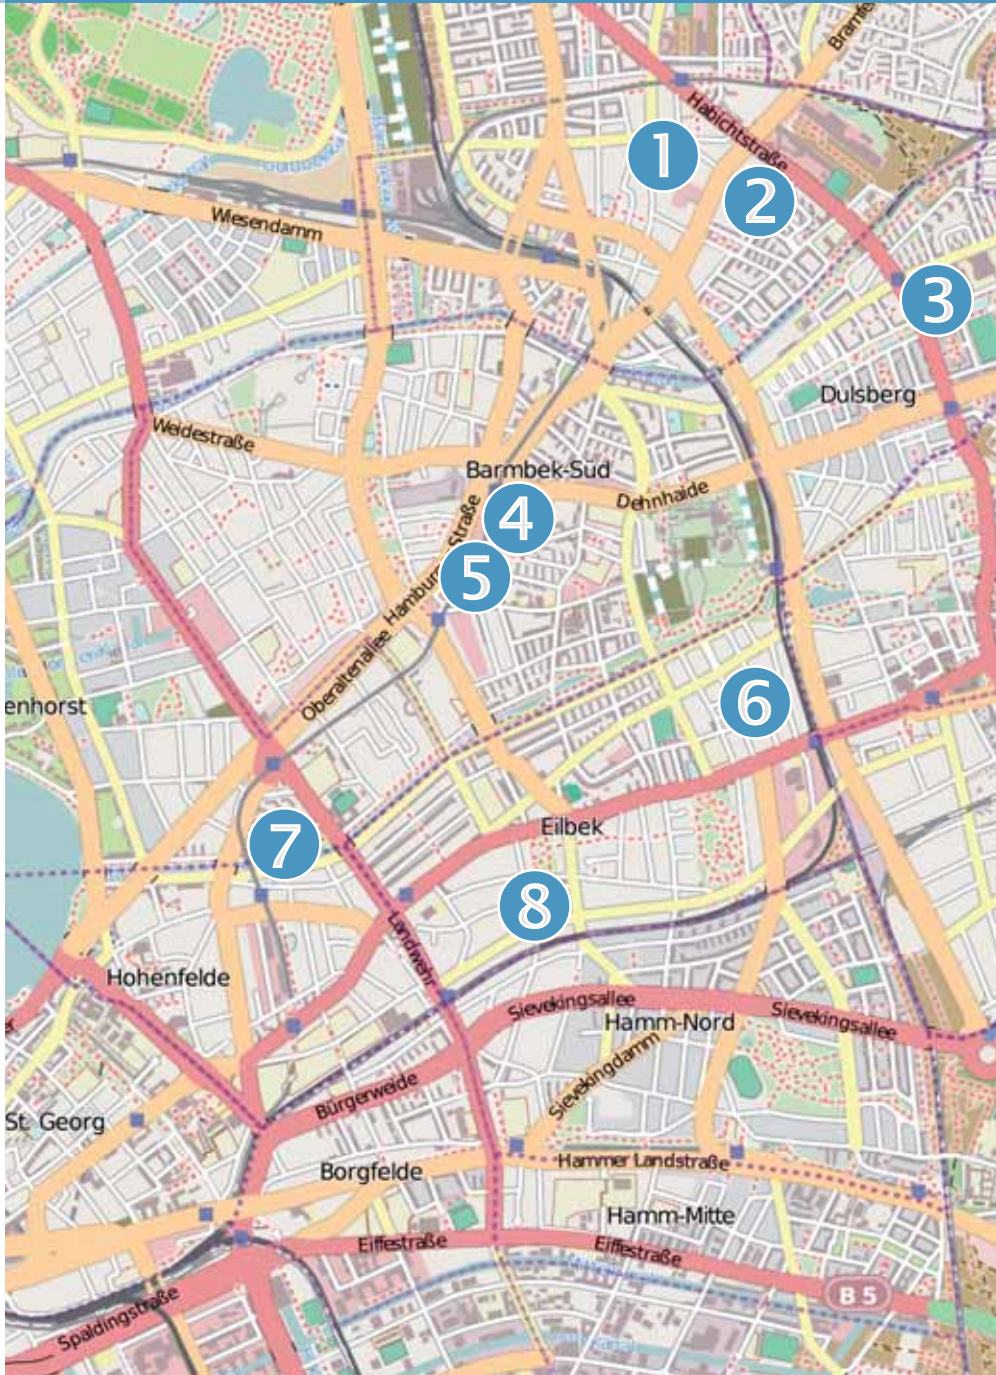 Bramfe
Habichtstraße
1
2
Wiesendamm
3
Dulsberg
Weidestraße
Barmbek-Süd
Dehnhaide
4
Hamburg Straße
5
Oberaltenallee
6
enhorst
Eilbek
7
8
Landwehr
Hohenfelde
Sievekingsallee
Sievekingsallee
Hamm-Nord
Sievekingdamm
Bürgerweide
St. Georg
Hammer Landstraße
Borgfelde
Hamm-Mitte
Eiffestraße
Eiffestraße
B 5
Spaldingstraße